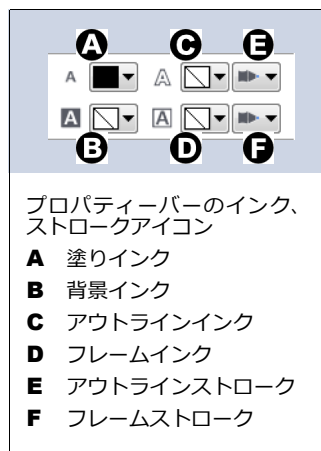 A C E
A A
A A
B D F
プロパティーバーのインク、
ストロークアイコン
A 塗りインク
B 背景インク
C アウトラインインク
D フレームインク
E アウトラインストローク
F フレームストローク